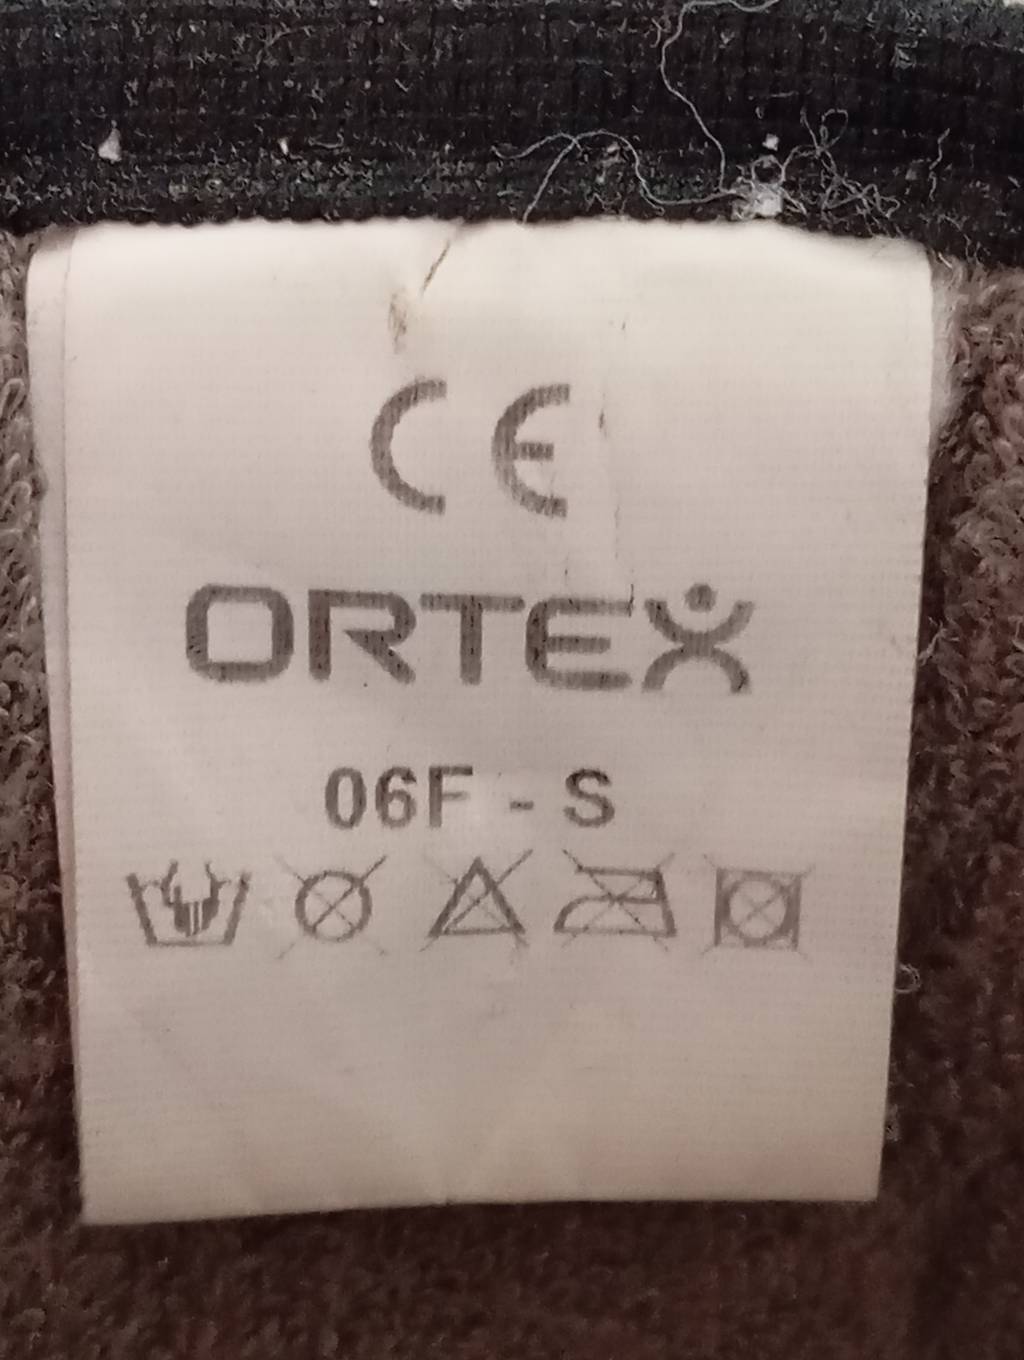 CE
ORTEX
06F - S